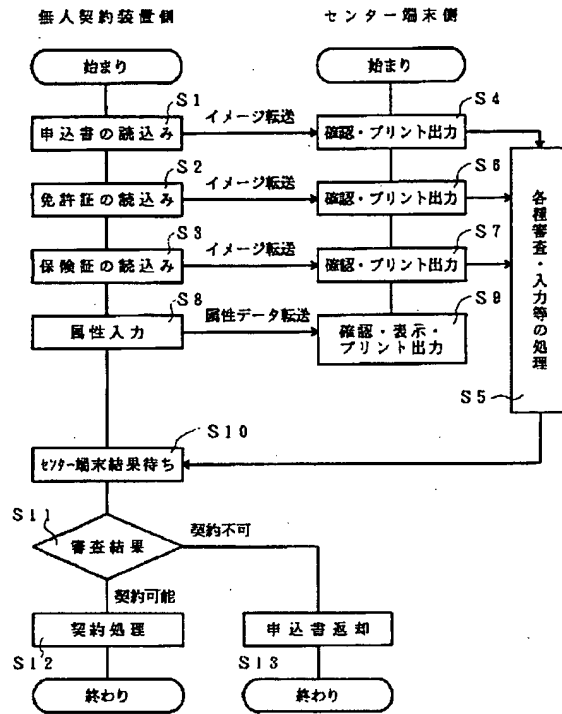 無人契約装置側
センター端末側
始まり
始まり
S1
S4
申込書の読込み
イメージ転送
確認・プリント出力
S2
S6
免許証の読込み
イメージ転送
確認・プリント出力
S3
S7
保険証の読込み
イメージ転送
確認・プリント出力
S8
S9
属性入力
属性データ転送
確認・表示・
プリント出力
各種審査・入力等の処理
S5
S10
センター端末結果待ち
S11
審査結果
契約不可
契約可能
契約処理
申込書返却
S12
S13
終わり
終わり